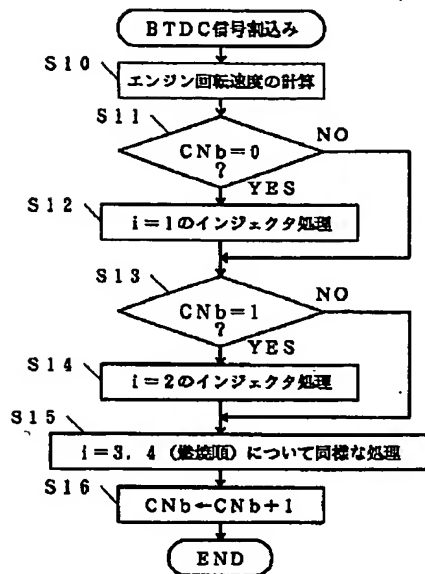 BTDC信号割込み
S10
エンジン回転速度の計算
S11
CNb=0
?
NO
YES
S12
i=1のインジェクタ処理
S13
CNb=1
?
NO
YES
S14
i=2のインジェクタ処理
S15
i=3, 4 (燃焼順) について同様な処理
S16
CNb←CNb+1
END